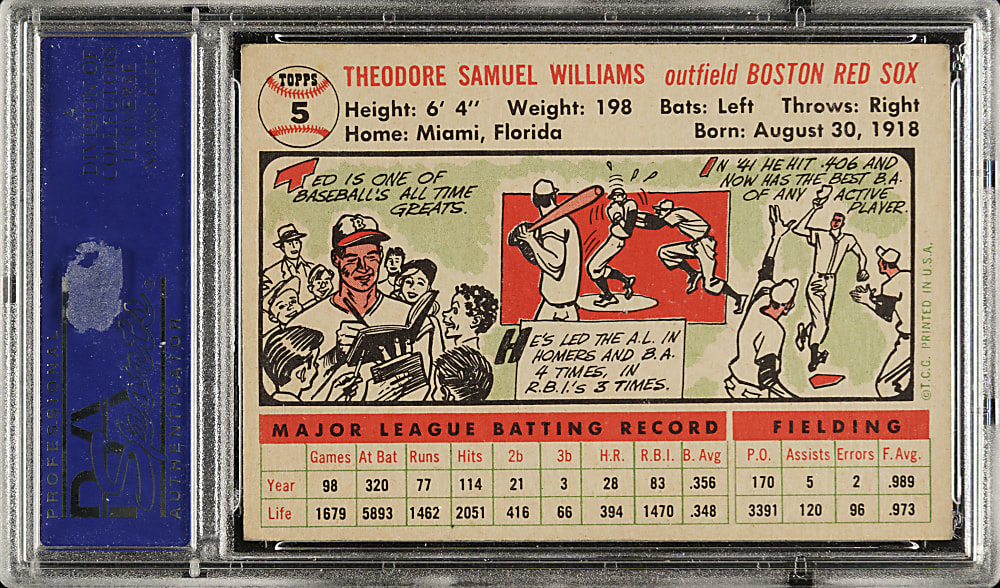 TOPPS
5
THEODORE SAMUEL WILLIAMS outfield BOSTON RED SOX
Height: 6' 4" Weight: 198 Bats: Left Throws: Right
Home: Miami, Florida Born: August 30, 1918
TED IS ONE OF
BASEBALL'S ALL TIME
GREATS.
B
HE'S LED THE A.L. IN
HOMERS AND B.A.
4 TIMES, IN
R.B.I.'S 3 TIMES.
IN '41 HE HIT .406 AND
NOW HAS THE BEST B.A.
OF ANY ACTIVE
PLAYER.
©T.C.G. PRINTED IN U.S.A.
MAJOR LEAGUE BATTING RECORD FIELDING
Games At Bat Runs Hits 2b 3b H.R. R.B.I. B. Avg P.O. Assists Errors F. Avg.
Year 98 320 77 114 21 3 28 83 .356 170 5 2 .989
Life 1679 5893 1462 2051 416 66 394 1470 .348 3391 120 96 .973
A
DIVISION OF
COLLECTORS
UNIVERSE
PROFESSIONAL
PSA
AUTHENTICATOR